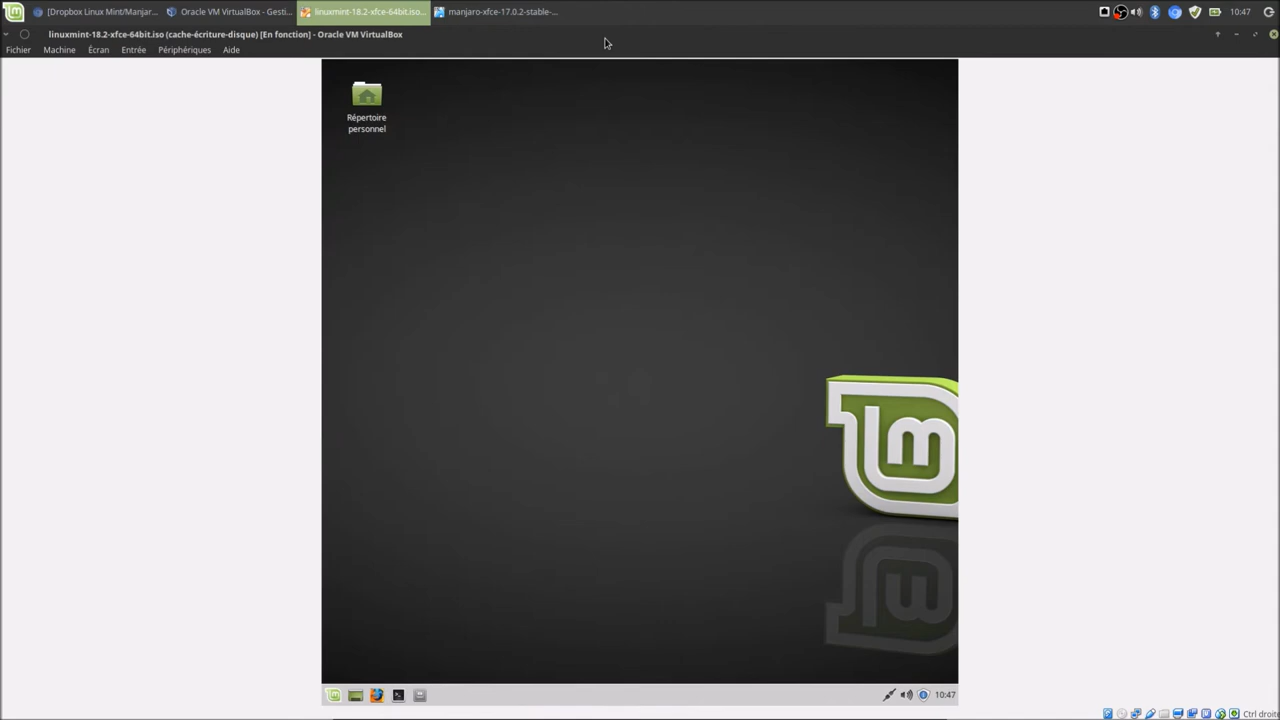 [Dropbox Linux Mint/Manjar...
Oracle VM VirtualBox - Gesti...
linuxmint-18.2-xfce-64bit.iso...
manjaro-xfce-17.0.2-stable-...
10:47
linuxmint-18.2-xfce-64bit.iso (cache-écriture-disque) [En fonction] - Oracle VM VirtualBox
Fichier Machine Écran Entrée Périphériques Aide
Répertoire
personnel
10:47
Ctrl droite